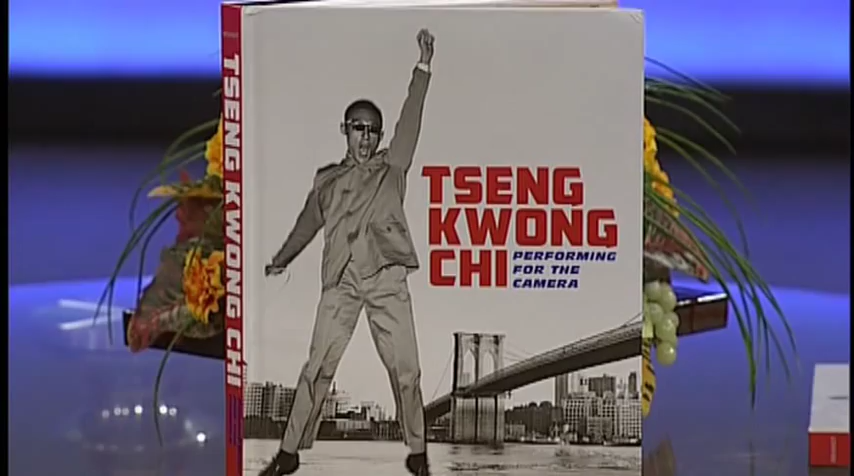 TSENG KWONG CHI
TSENG
KWONG
CHI
PERFORMING
FOR THE
CAMERA